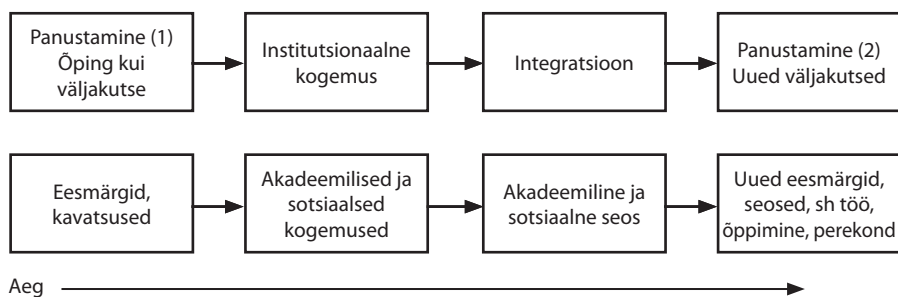 Panustamine (1)
Õping kui
väljakutse
Institutsionaalne
kogemus
Integratsioon
Panustamine (2)
Uued väljakutsed
Eesmärgid,
kavatsused
Akadeemilised ja
sotsiaalsed
kogemused
Akadeemiline ja
sotsiaalne seos
Uued eesmärgid,
seosed, sh töö,
õppimine, perekond
Aeg